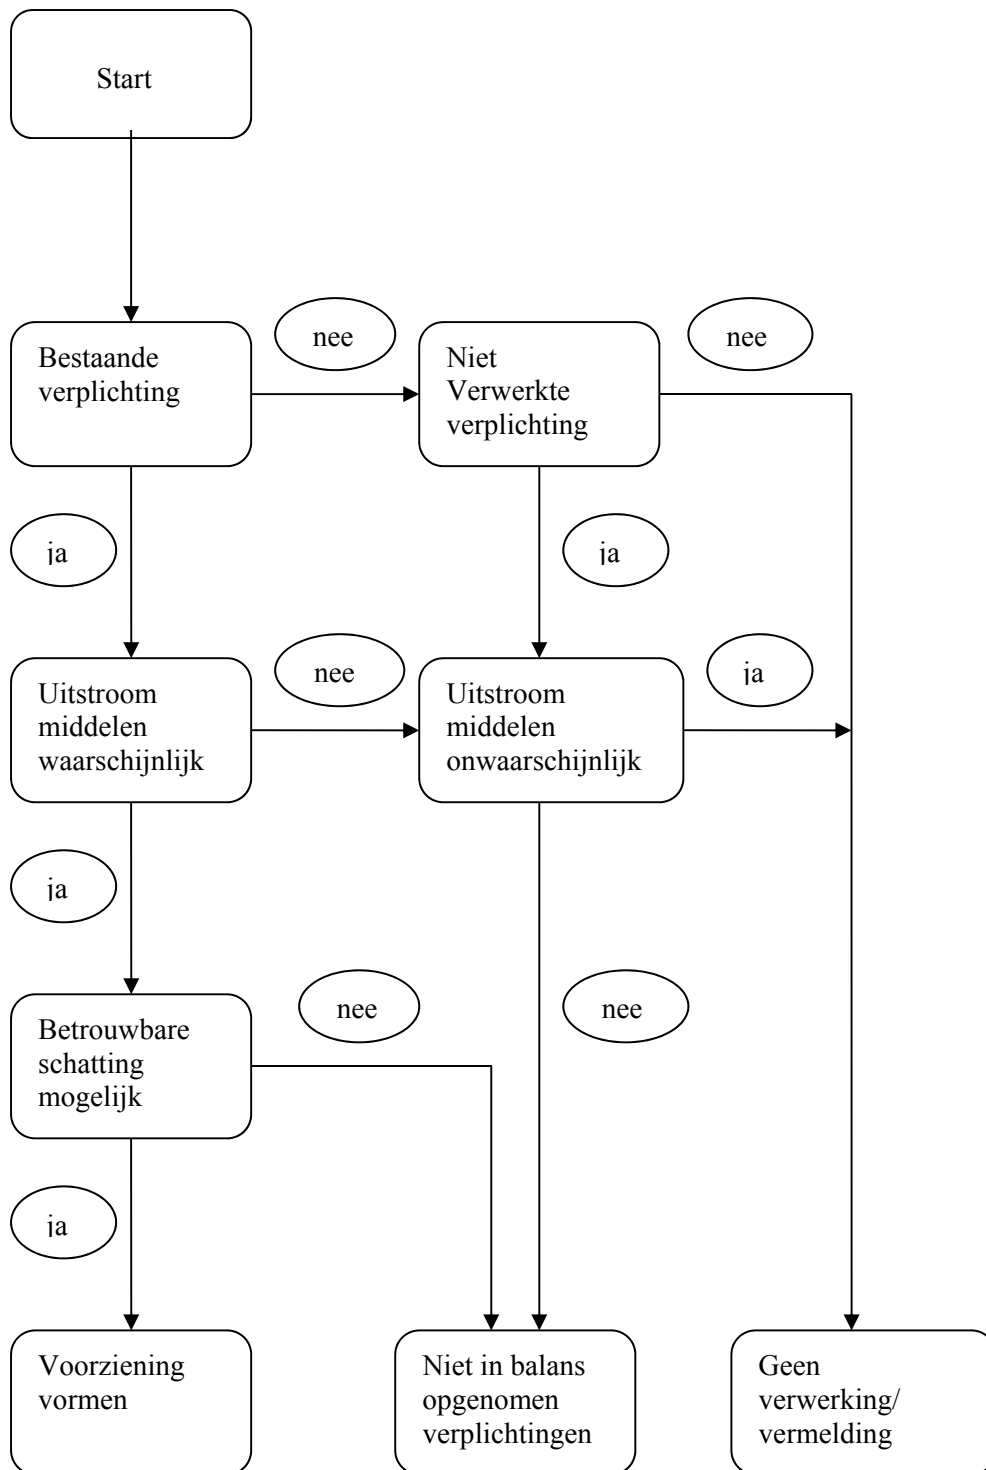 Start
nee
nee
Bestaande
verplichting
Niet
Verwerkte
verplichting
ja
ja
nee
ja
Uitstroom
middelen
waarschijnlijk
Uitstroom
middelen
onwaarschijnlijk
ja
nee
nee
Betrouwbare
schatting
mogelijk
ja
Voorziening
vormen
Niet in balans
opgenomen
verplichtingen
Geen
verwerking/
vermelding